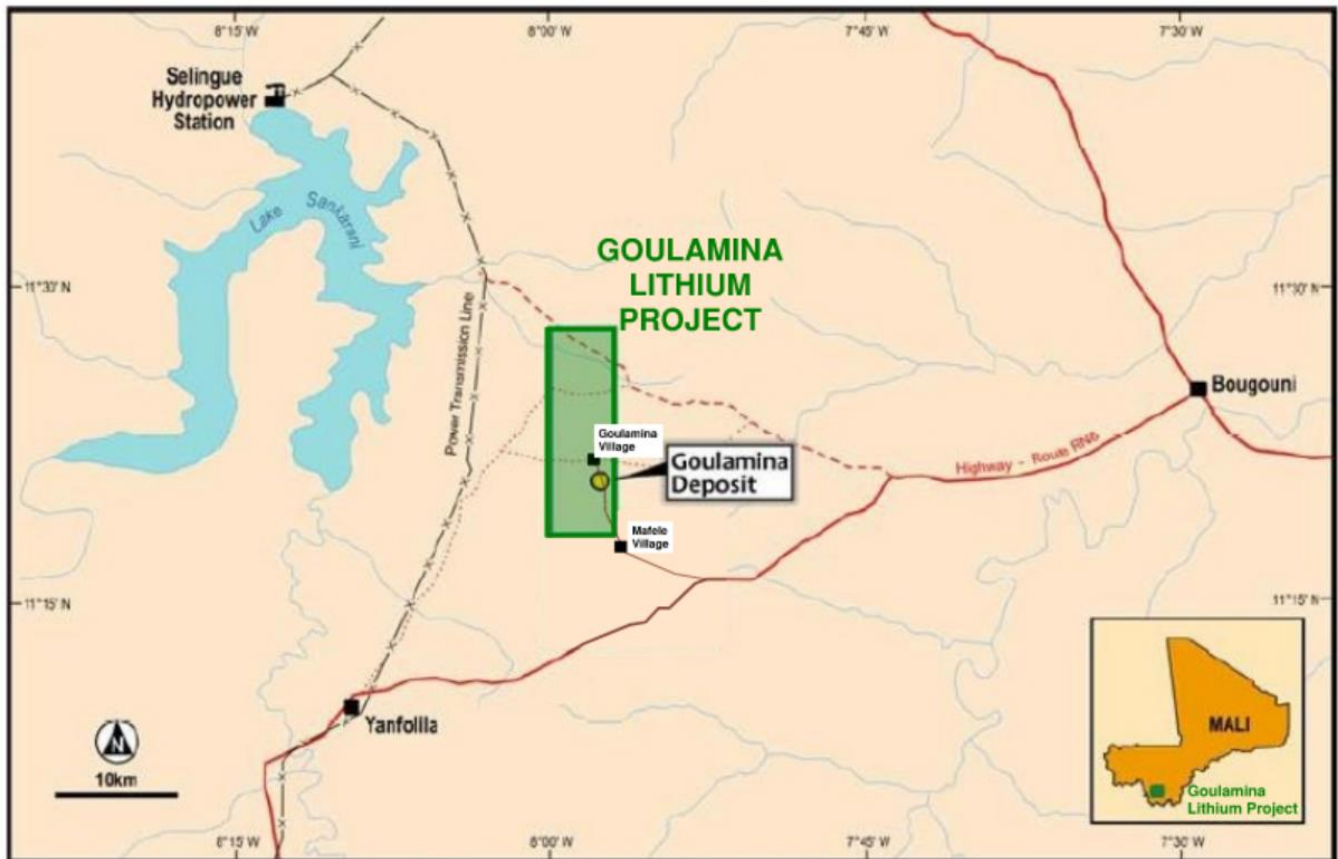 8°15' W
8°00' W
7°45' W
7°30' W
Selingue
Hydropower
Station
Lake Sankarani
GOULAMINA
LITHIUM
PROJECT
11°30' N
11°30' N
Power Transmission Line
Bougouni
Goulamina
Village
Goulamina
Deposit
Highway - Route RN8
Mafele
Village
11°15' N
11°15' N
Yanfolila
N
10km
MALI
Goulamina
Lithium Project
8°15' W
8°00' W
7°45' W
7°30' W